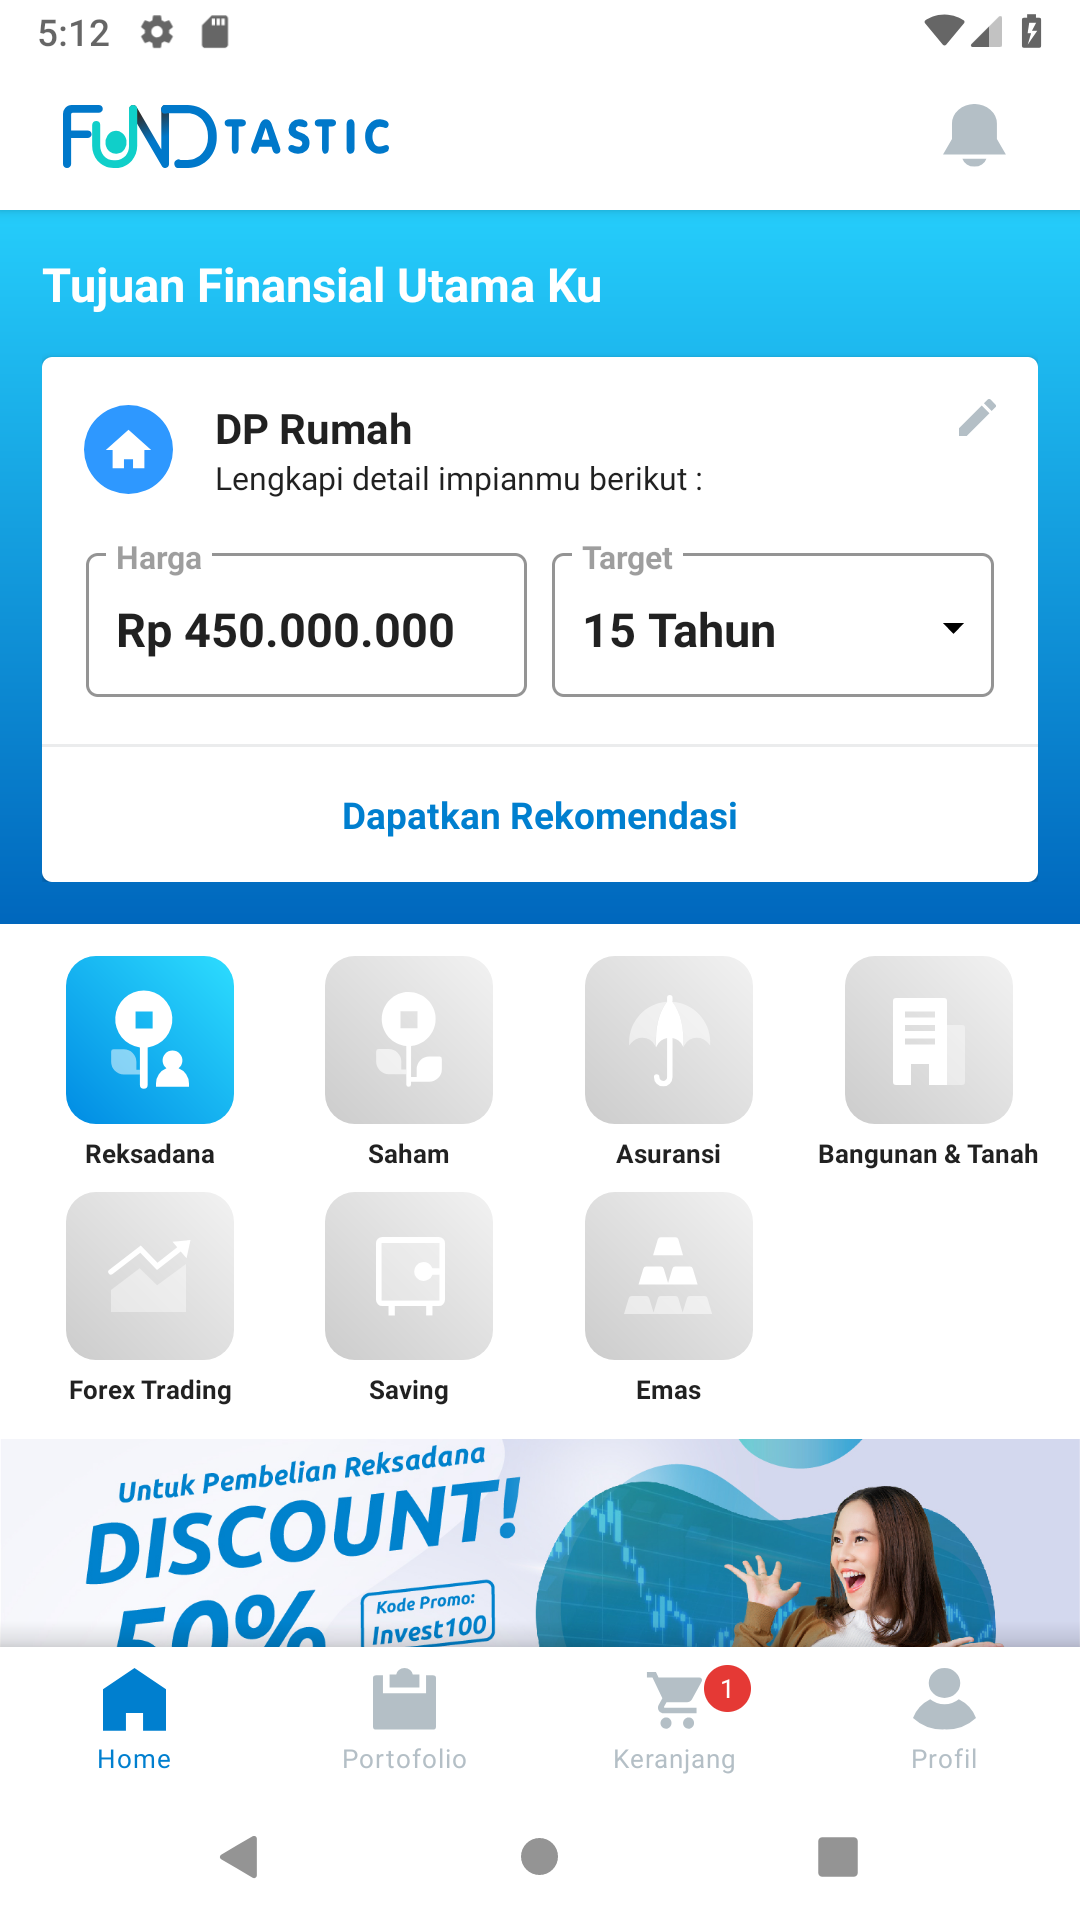 5:12
FUNDTASTIC
Tujuan Finansial Utama Ku
DP Rumah
Lengkapi detail impianmu berikut :
Harga
Target
Rp 450.000.000
15 Tahun
Dapatkan Rekomendasi
Reksadana
Saham
Asuransi
Bangunan & Tanah
Forex Trading
Saving
Emas
Untuk Pembelian Reksadana
DISCOUNT!
50%
Kode Promo:
Invest100
1
Home
Portofolio
Keranjang
Profil